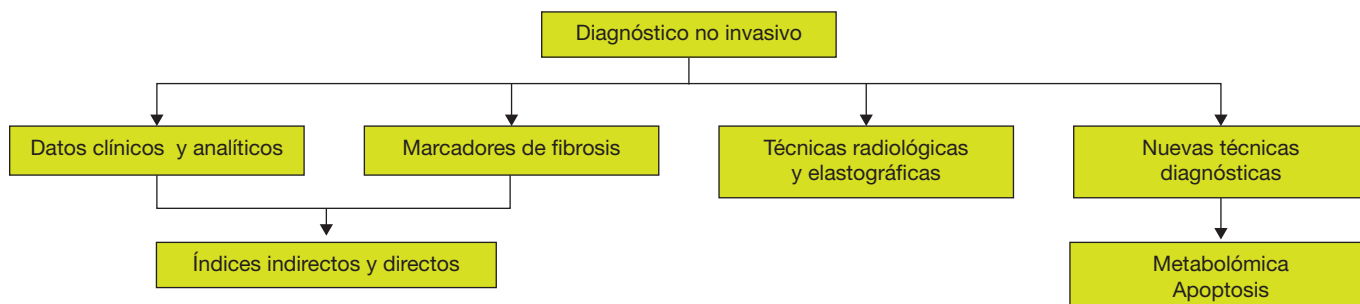 Diagnóstico no invasivo
Datos clínicos y analíticos
Marcadores de fibrosis
Técnicas radiológicas
y elastográficas
Nuevas técnicas
diagnósticas
Índices indirectos y directos
Metabolómica
Apoptosis